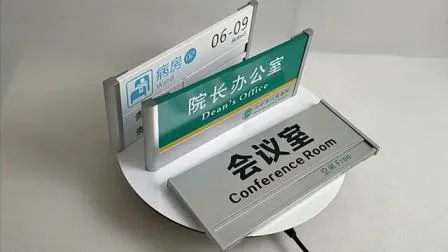 病房
Ward
06-09
院长办公室
Dean's Office
会议室
Conference Room
空闲 Free